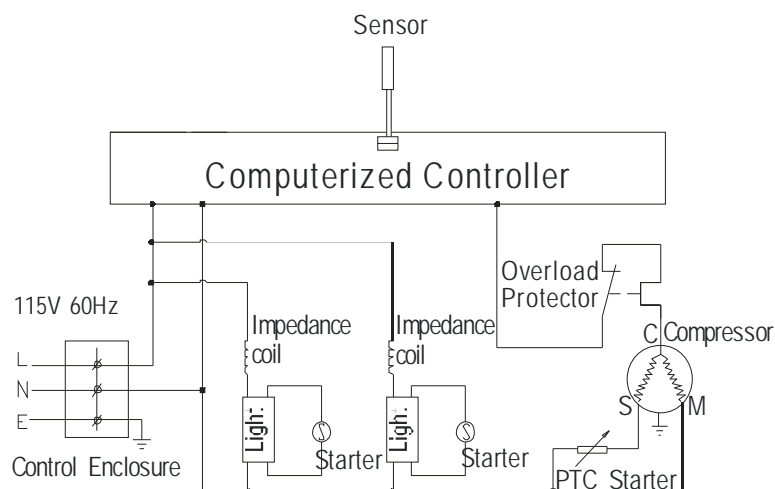 Sensor
Computerized Controller
Overload
Protector
115V 60Hz
Impedance
coil
Impedance
coil
C Compressor
L
N
E
S M
Ligh.
Ligh.
Starter
Starter
Control Enclosure
PTC Starter